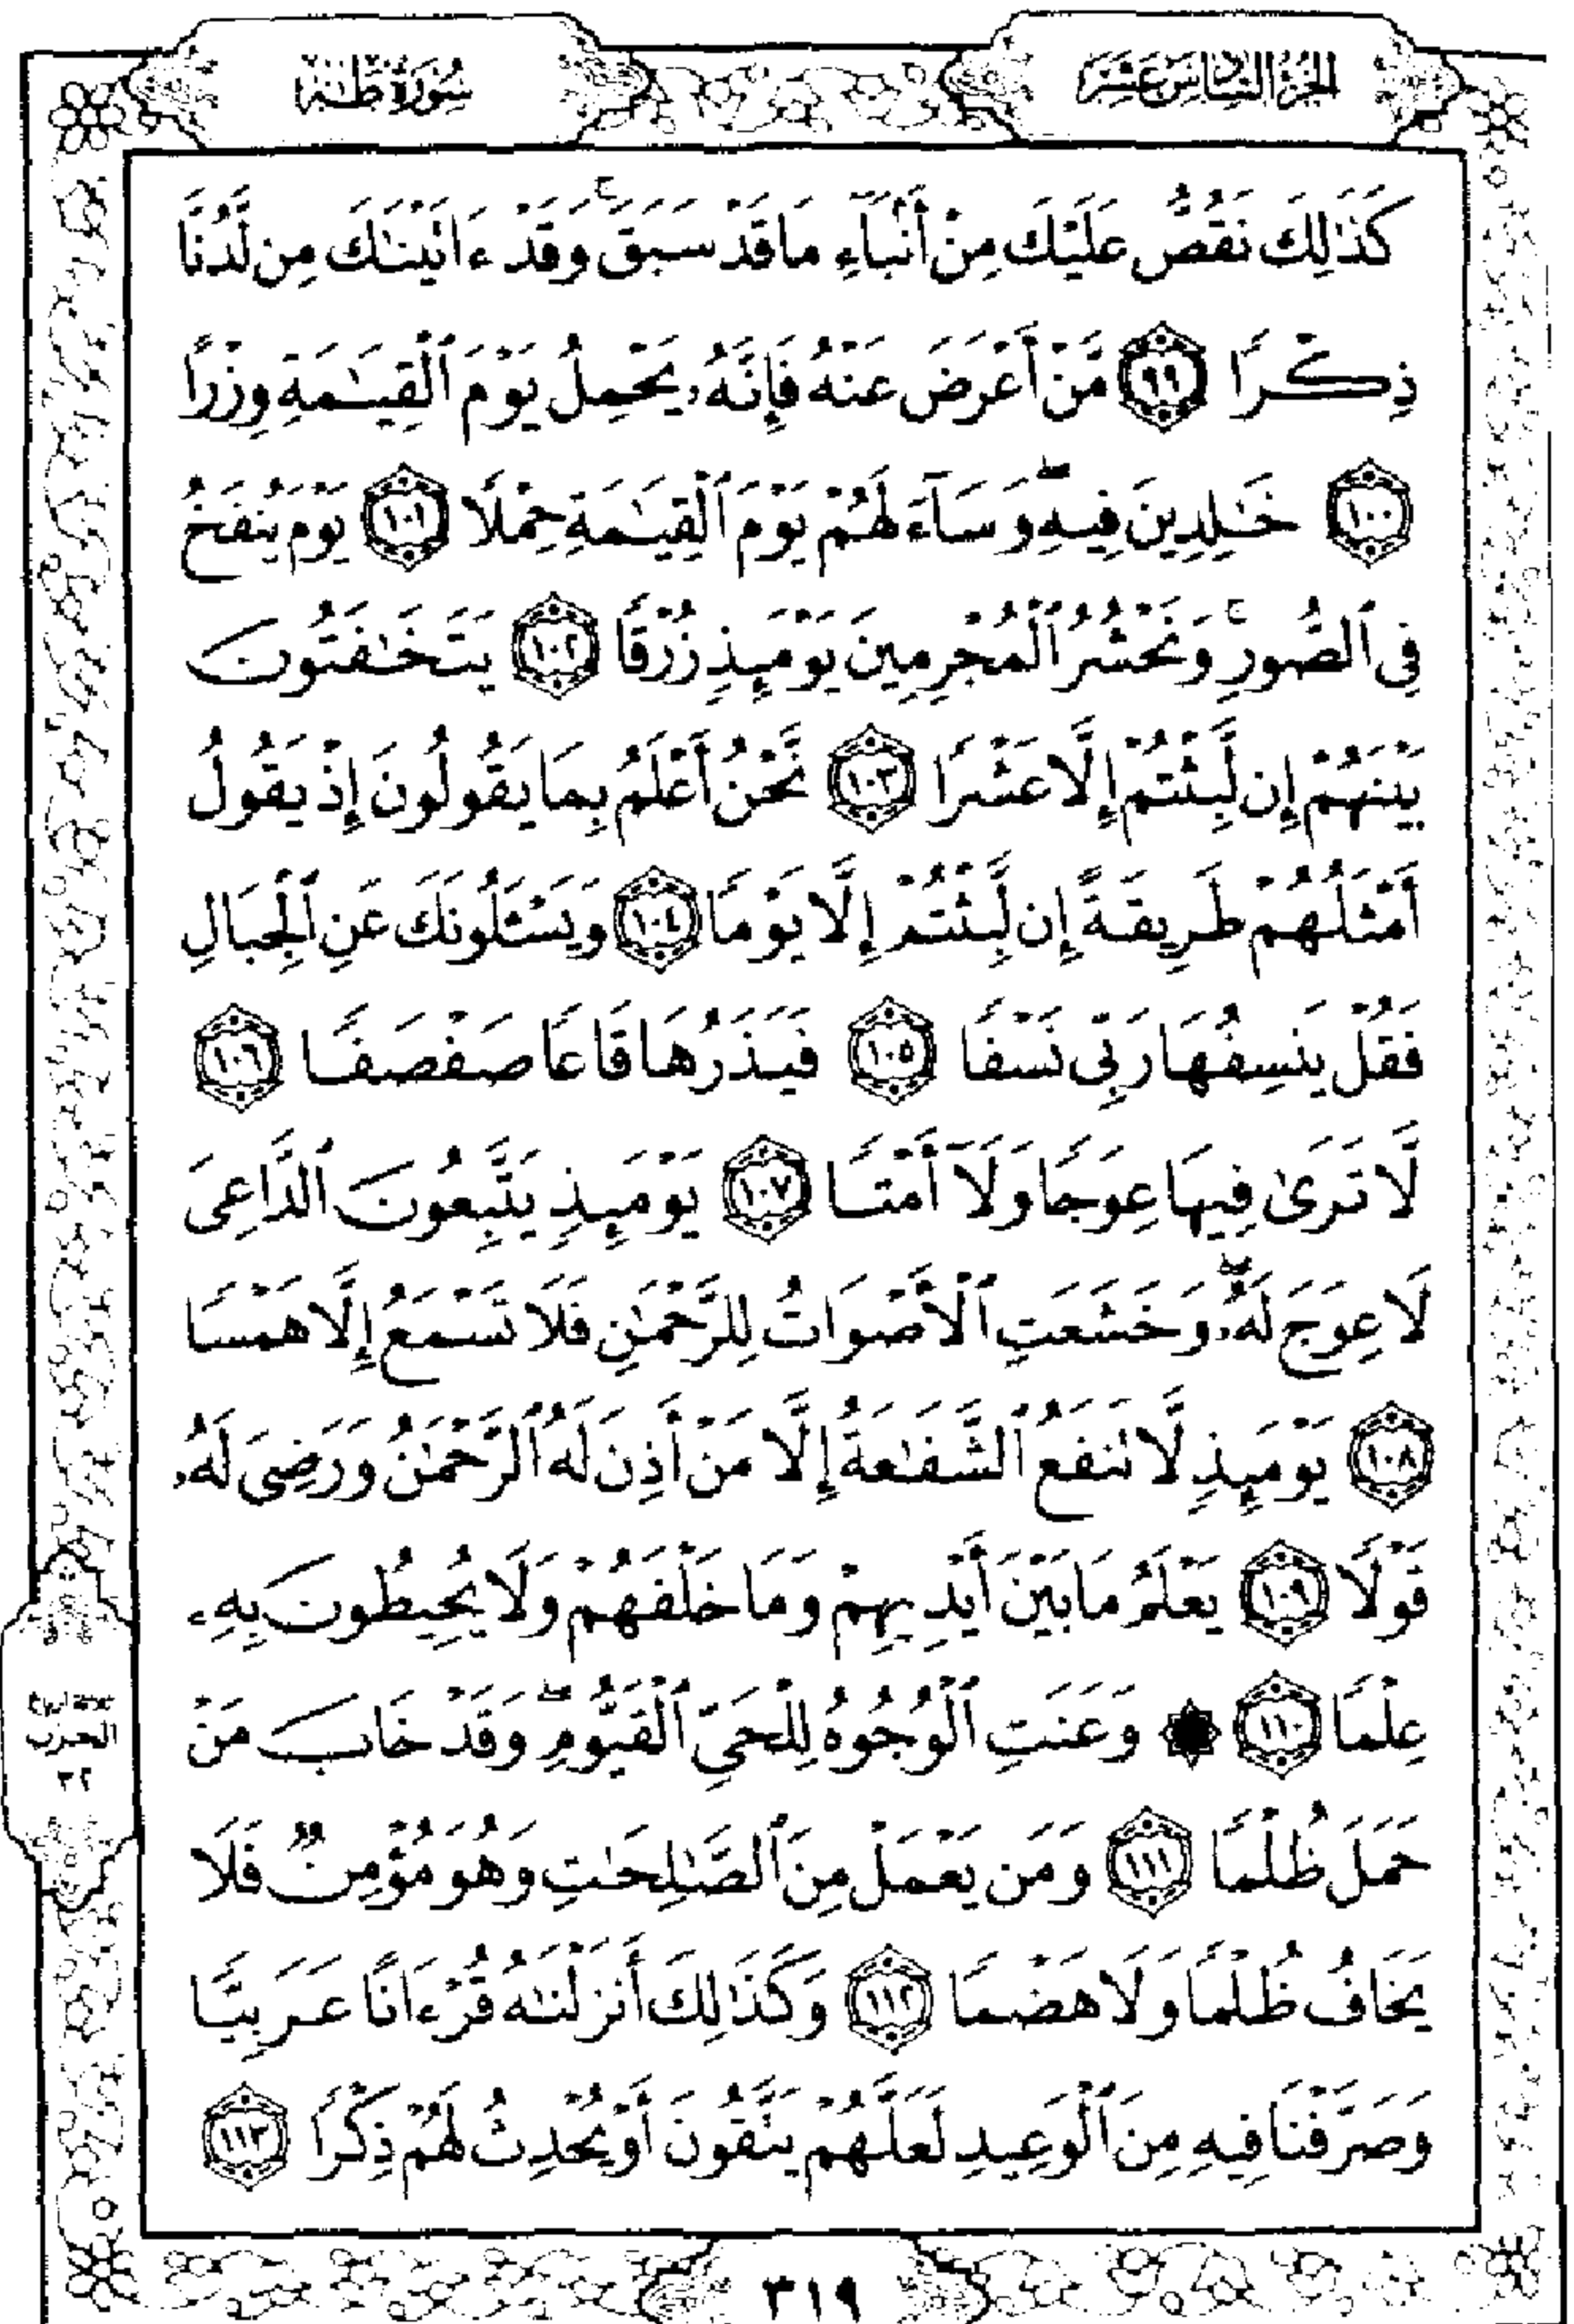 الجزء السادس عشر
سورة طه
كَذَٰلِكَ نَقُصُّ عَلَيْكَ مِنْ أَنۢبَآءِ مَا قَدْ سَبَقَ ۚ وَقَدْ ءَاتَيْنَٰكَ مِن لَّدُنَّا
ذِكْرًا ٩٩ مَّنْ أَعْرَضَ عَنْهُ فَإِنَّهُۥ يَحْمِلُ يَوْمَ ٱلْقِيَٰمَةِ وِزْرًا
١٠٠ خَٰلِدِينَ فِيهِ ۖ وَسَآءَ لَهُمْ يَوْمَ ٱلْقِيَٰمَةِ حِمْلًا ١٠١ يَوْمَ يُنفَخُ
فِى ٱلصُّورِ ۚ وَنَحْشُرُ ٱلْمُجْرِمِينَ يَوْمَئِذٍ زُرْقًا ١٠٢ يَتَخَٰفَتُونَ
بَيْنَهُمْ إِن لَّبِثْتُمْ إِلَّا عَشْرًا ١٠٣ نَّحْنُ أَعْلَمُ بِمَا يَقُولُونَ إِذْ يَقُولُ
أَمْثَلُهُمْ طَرِيقَةً إِن لَّبِثْتُمْ إِلَّا يَوْمًا ١٠٤ وَيَسْـَٔلُونَكَ عَنِ ٱلْجِبَالِ
فَقُلْ يَنسِفُهَا رَبِّى نَسْفًا ١٠٥ فَيَذَرُهَا قَاعًا صَفْصَفًا ١٠٦
لَّا تَرَىٰ فِيهَا عِوَجًا وَلَآ أَمْتًا ١٠٧ يَوْمَئِذٍ يَتَّبِعُونَ ٱلدَّاعِىَ
لَا عِوَجَ لَهُۥ ۖ وَخَشَعَتِ ٱلْأَصْوَاتُ لِلرَّحْمَٰنِ فَلَا تَسْمَعُ إِلَّا هَمْسًا
١٠٨ يَوْمَئِذٍ لَّا تَنفَعُ ٱلشَّفَٰعَةُ إِلَّا مَنْ أَذِنَ لَهُ ٱلرَّحْمَٰنُ وَرَضِىَ لَهُۥ
قَوْلًا ١٠٩ يَعْلَمُ مَا بَيْنَ أَيْدِيهِمْ وَمَا خَلْفَهُمْ وَلَا يُحِيطُونَ بِهِۦ
عِلْمًا ١١٠ ۞ وَعَنَتِ ٱلْوُجُوهُ لِلْحَىِّ ٱلْقَيُّومِ ۖ وَقَدْ خَابَ مَنْ
حَمَلَ ظُلْمًا ١١١ وَمَن يَعْمَلْ مِنَ ٱلصَّٰلِحَٰتِ وَهُوَ مُؤْمِنٌ فَلَا
يَخَافُ ظُلْمًا وَلَا هَضْمًا ١١٢ وَكَذَٰلِكَ أَنزَلْنَٰهُ قُرْءَانًا عَرَبِيًّا
وَصَرَّفْنَا فِيهِ مِنَ ٱلْوَعِيدِ لَعَلَّهُمْ يَتَّقُونَ أَوْ يُحْدِثُ لَهُمْ ذِكْرًا ١١٣
الحزب
٣٢
٣١٩